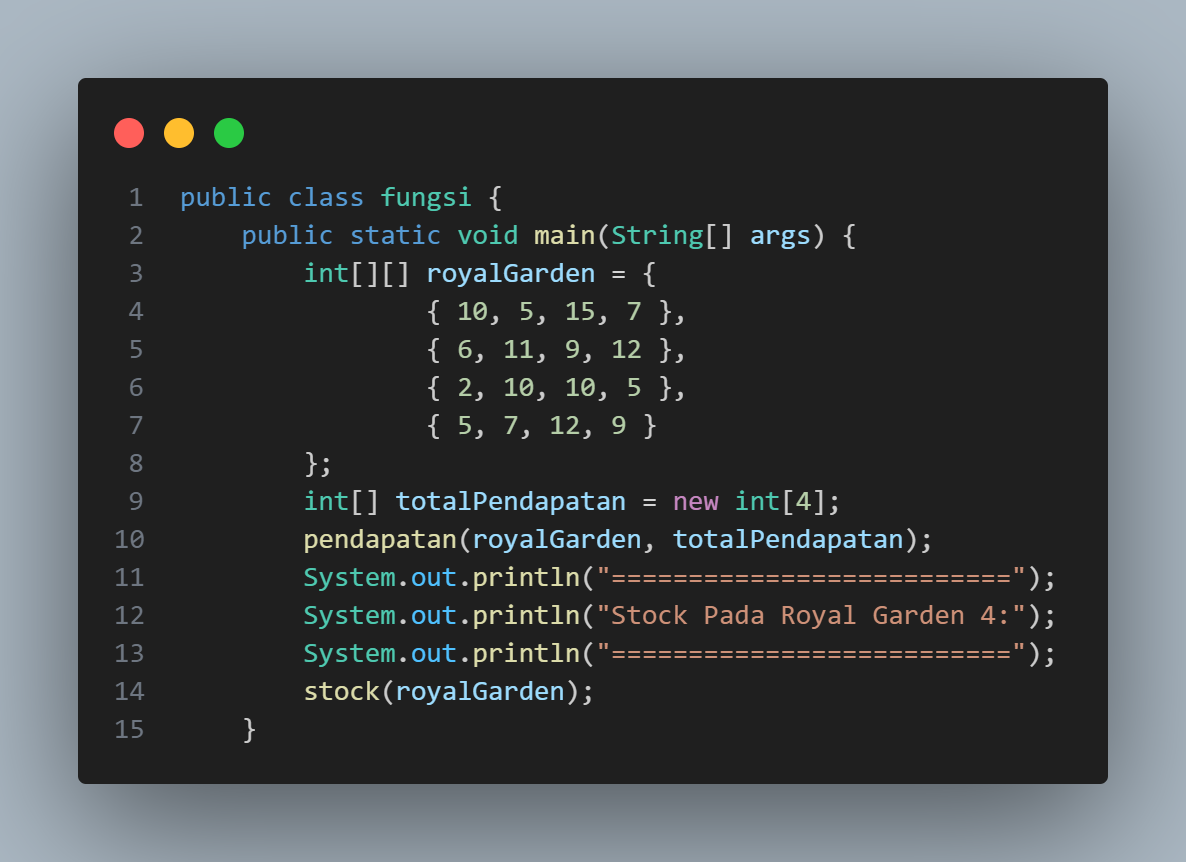 1 public class fungsi {
2     public static void main(String[] args) {
3         int[][] royalGarden = {
4                 { 10, 5, 15, 7 },
5                 { 6, 11, 9, 12 },
6                 { 2, 10, 10, 5 },
7                 { 5, 7, 12, 9 }
8         };
9         int[] totalPendapatan = new int[4];
10         pendapatan(royalGarden, totalPendapatan);
11         System.out.println("==========================");
12         System.out.println("Stock Pada Royal Garden 4:");
13         System.out.println("==========================");
14         stock(royalGarden);
15     }